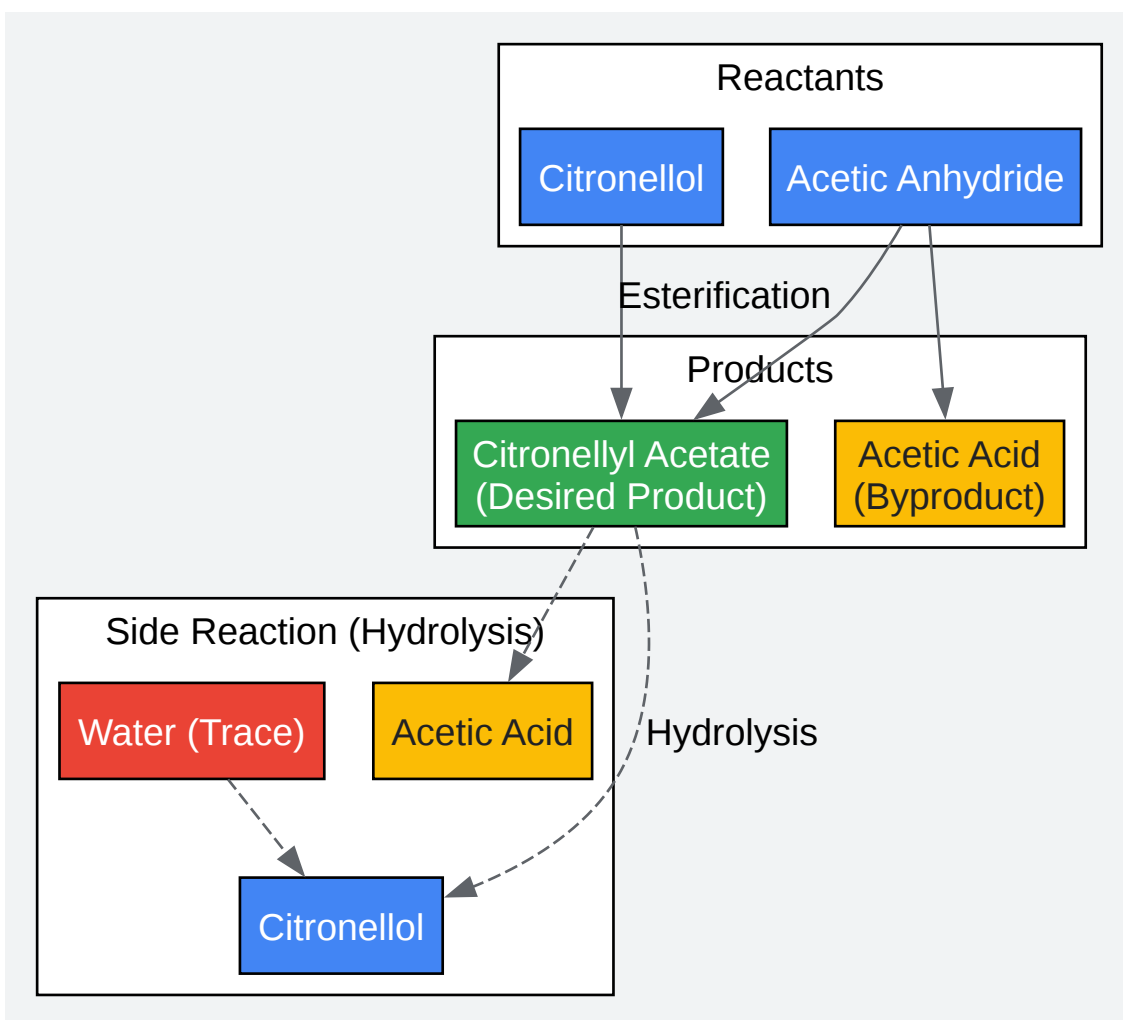 Reactants
Citronellol
Acetic Anhydride
Esterification
Products
Citronellyl Acetate
(Desired Product)
Acetic Acid
(Byproduct)
Side Reaction (Hydrolysis)
Water (Trace)
Acetic Acid
Hydrolysis
Citronellol